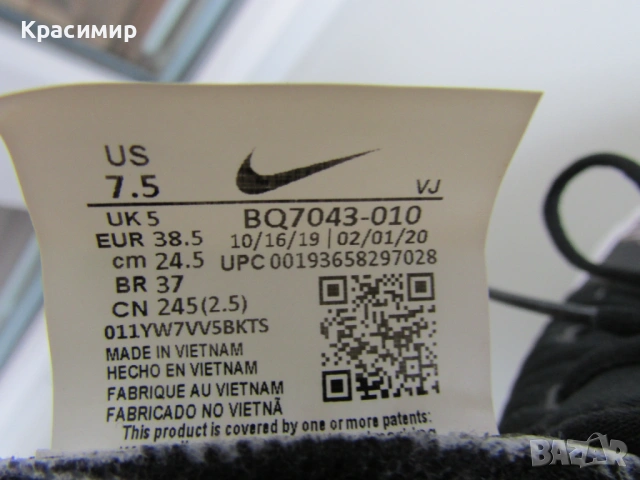 Красимир
US
7.5
VJ
UK 5
BQ7043-010
EUR 38.5
10/16/19 | 02/01/20
cm 24.5
UPC 00193658297028
BR 37
CN 245(2.5)
011YW7VV5BKTS
MADE IN VIETNAM
HECHO EN VIETNAM
FABRIQUE AU VIETNAM
FABRICADO NO VIETNÃ
This product is covered by one or more patents:
BAZAR